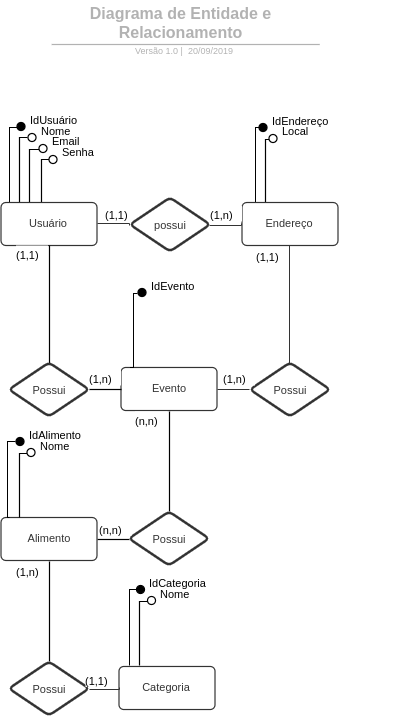 Diagrama de Entidade e
Relacionamento
Versão 1.0 | 20/09/2019
IdUsuário
Nome
Email
Senha
IdEndereço
Local
Usuário
(1,1)
possui
(1,n)
Endereço
(1,1)
(1,1)
IdEvento
Possui
(1,n)
Evento
(1,n)
Possui
(n,n)
IdAlimento
Nome
Alimento
(n,n)
Possui
(1,n)
IdCategoria
Nome
Possui
(1,1)
Categoria